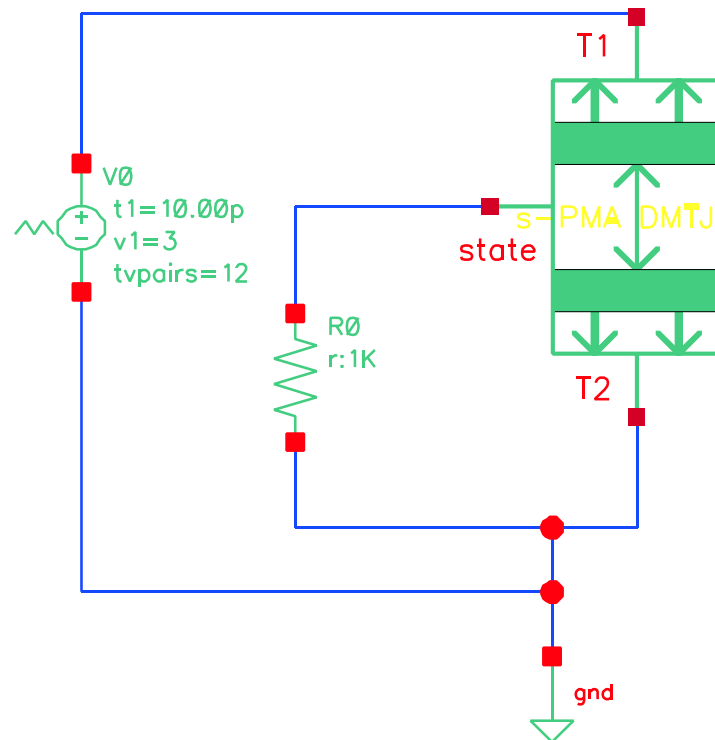 T1
V0
t1=10.00p
v1=3
tvpairs=12
s-PMA DMTJ
state
R0
r:1K
T2
gnd